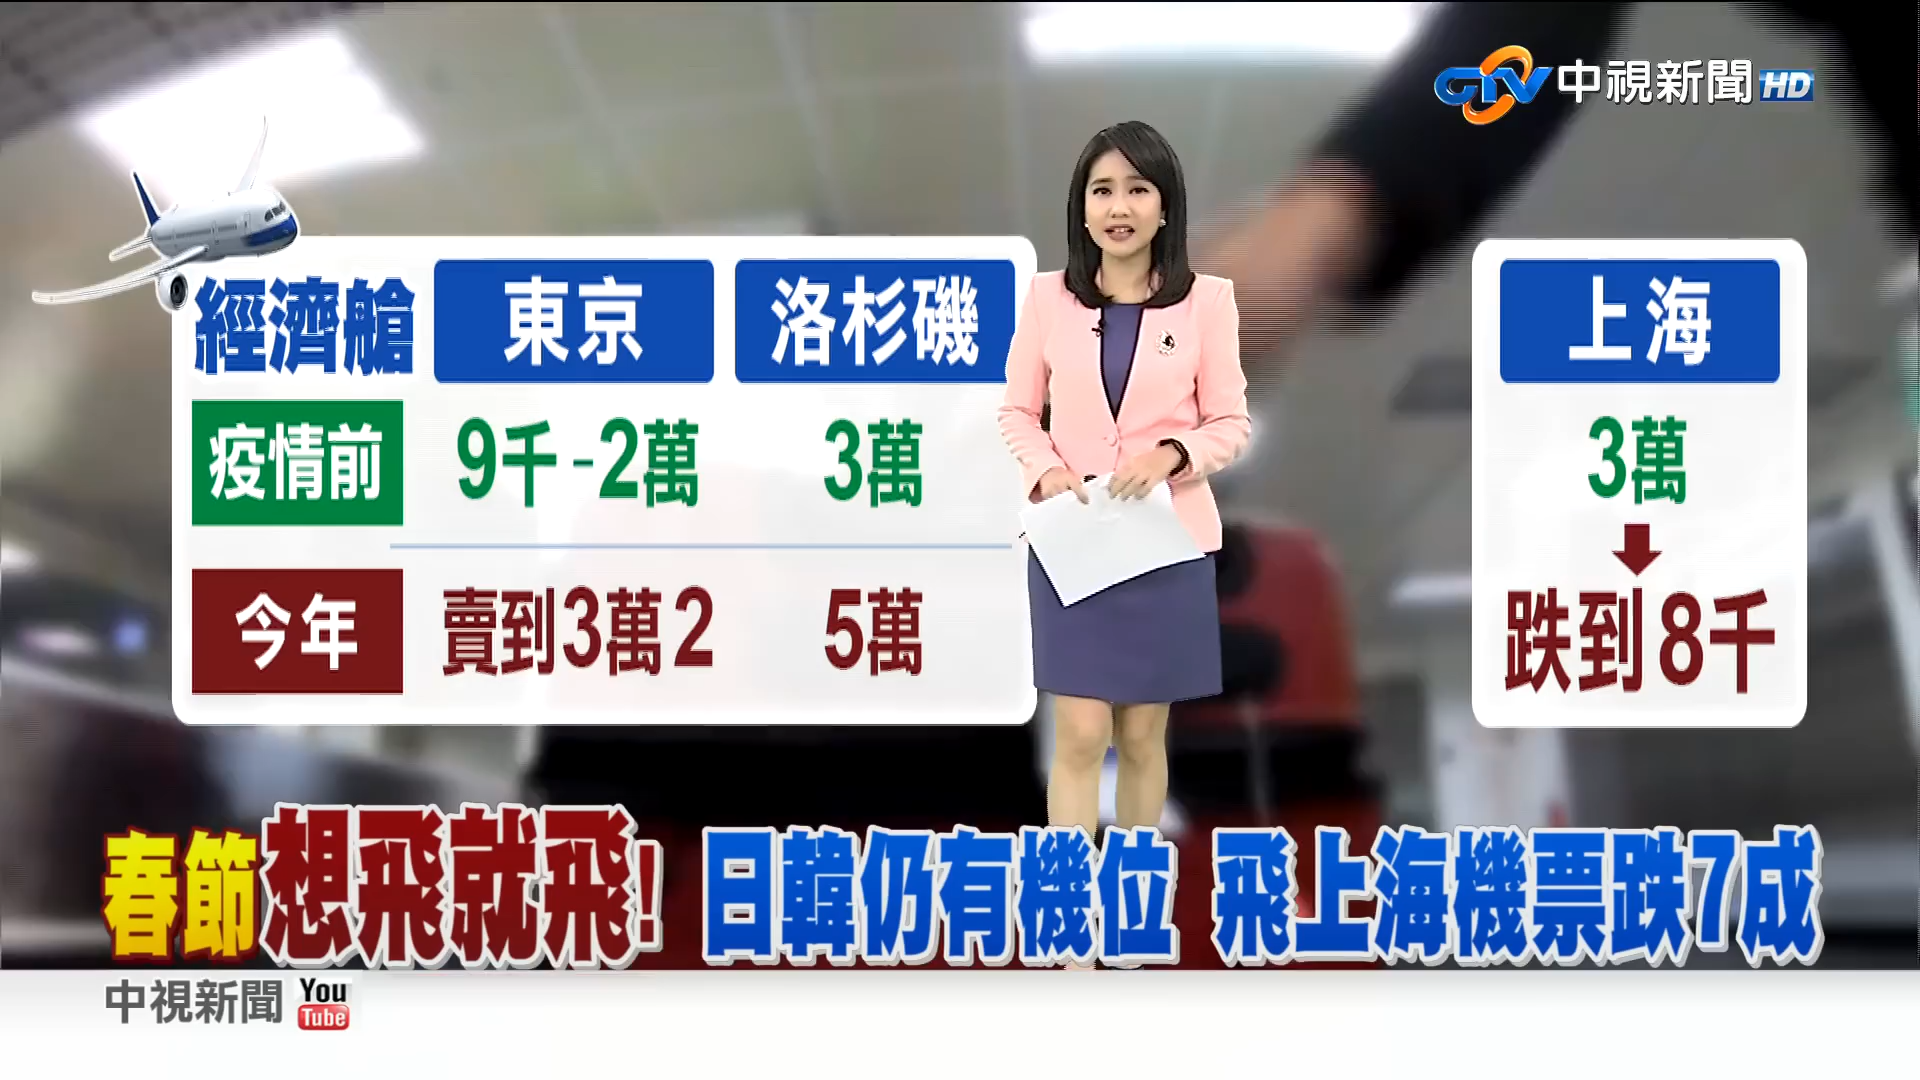 CTV 中視新聞 HD
經濟艙 東京 洛杉磯
疫情前 9千-2萬 3萬
今年 賣到3萬2 5萬
上海
3萬
跌到8千
春節想飛就飛! 日韓仍有機位 飛上海機票跌7成
中視新聞 YouTube